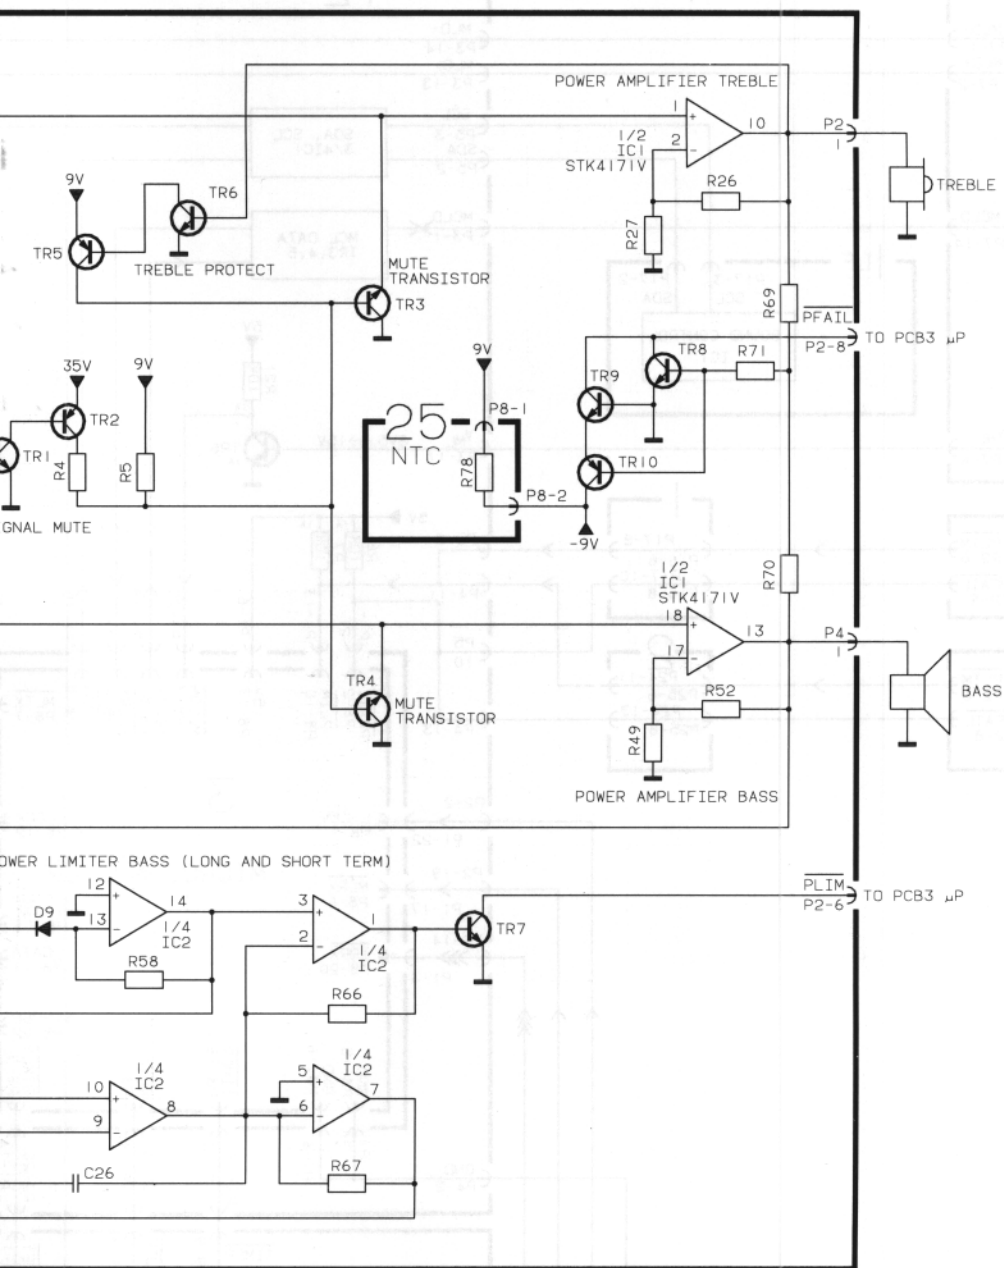 POWER AMPLIFIER TREBLE
1
+
10
P2
1
1/2
IC1
STK4171V
2
-
R26
TREBLE
9V
TR6
R27
TR5
TREBLE PROTECT
MUTE
TRANSISTOR
TR3
R69
PFAIL
TO PCB3 µP
P2-8
35V
9V
9V
TR8
R71
TR9
TR2
25
NTC
P8-1
TR1
R4
R5
R78
TR10
P8-2
GNAL MUTE
-9V
1/2
IC1
STK4171V
R70
18
+
13
P4
1
17
-
TR4
MUTE
TRANSISTOR
R52
BASS
R49
POWER AMPLIFIER BASS
OWER LIMITER BASS (LONG AND SHORT TERM)
PLIM
TO PCB3 µP
P2-6
12
+
14
3
+
1
D9
13
-
1/4
IC2
2
-
1/4
IC2
TR7
R58
R66
1/4
IC2
1/4
IC2
10
+
8
5
+
7
9
-
6
-
C26
R67